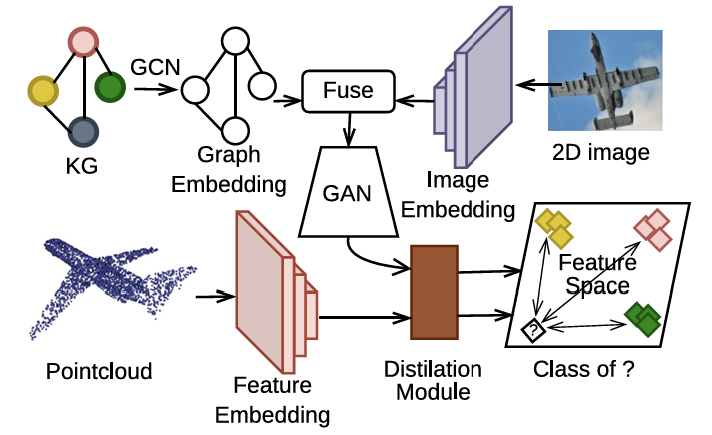 GCN
Fuse
KG
Graph
Embedding
2D image
Image
Embedding
GAN
Feature
Space
?
Pointcloud
Feature
Embedding
Distilation
Module
Class of ?